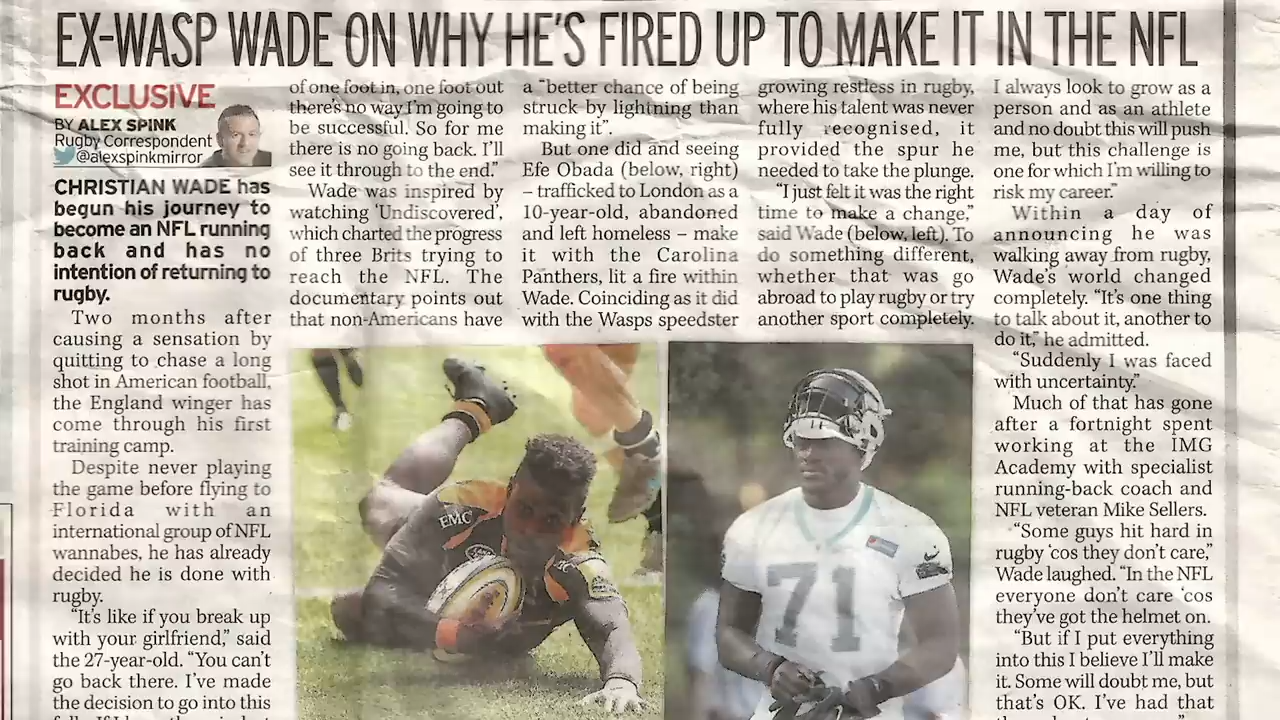 EX-WASP WADE ON WHY HE'S FIRED UP TO MAKE IT IN THE NFL
EXCLUSIVE
BY ALEX SPINK
Rugby Correspondent
@alexspinkmirror
CHRISTIAN WADE has
begun his journey to
become an NFL running
back and has no
intention of returning to
rugby.
Two months after
causing a sensation by
quitting to chase a long
shot in American football,
the England winger has
come through his first
training camp.
Despite never playing
the game before flying to
Florida with an
international group of NFL
wannabes, he has already
decided he is done with
rugby.
"It's like if you break up
with your girlfriend," said
the 27-year-old. "You can't
go back there. I've made
the decision to go into this
of one foot in, one foot out
there's no way I'm going to
be successful. So for me
there is no going back. I'll
see it through to the end."
Wade was inspired by
watching 'Undiscovered',
which charted the progress
of three Brits trying to
reach the NFL. The
documentary points out
that non-Americans have
a "better chance of being
struck by lightning than
making it".
But one did and seeing
Efe Obada (below, right)
– trafficked to London as a
10-year-old, abandoned
and left homeless – make
it with the Carolina
Panthers, lit a fire within
Wade. Coinciding as it did
with the Wasps speedster
growing restless in rugby,
where his talent was never
fully recognised, it
provided the spur he
needed to take the plunge.
"I just felt it was the right
time to make a change,"
said Wade (below, left). To
do something different,
whether that was go
abroad to play rugby or try
another sport completely.
I always look to grow as a
person and as an athlete
and no doubt this will push
me, but this challenge is
one for which I'm willing to
risk my career."
Within a day of
announcing he was
walking away from rugby,
Wade's world changed
completely. "It's one thing
to talk about it, another to
do it," he admitted.
"Suddenly I was faced
with uncertainty."
Much of that has gone
after a fortnight spent
working at the IMG
Academy with specialist
running-back coach and
NFL veteran Mike Sellers.
"Some guys hit hard in
rugby 'cos they don't care,"
Wade laughed. "In the NFL
everyone don't care 'cos
they've got the helmet on.
"But if I put everything
into this I believe I'll make
it. Some will doubt me, but
that's OK. I've had that
EMC
71